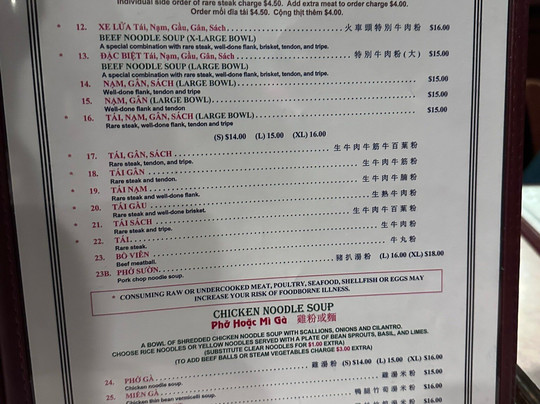 Individual side order of rare steak charge $4.50. Add extra meat to order charge $4.00.
Order mỗi dĩa tái $4.50. Cộng thịt thêm $4.00.
* 12. XE LỬA Tái, Nạm, Gầu, Gân, Sách 火車頭特別牛肉粉 $16.00
BEEF NOODLE SOUP (X-LARGE BOWL)
A special combination with rare steak, well-done flank, brisket, tendon, and tripe.
* 13. ĐẶC BIỆT Tái, Nạm, Gầu, Gân, Sách 特別牛肉粉(大) $15.00
BEEF NOODLE SOUP (LARGE BOWL)
A special combination with rare steak, well-done flank, brisket, tendon, and tripe.
14. NẠM, GÂN, SÁCH (LARGE BOWL) $15.00
Well-done flank, tendon and tripe
15. NẠM, GÂN (LARGE BOWL) $15.00
Well-done flank and tendon
* 16. TÁI, NẠM, GÂN, SÁCH (LARGE BOWL) $15.00
Rare steak, well-done flank, tendon and tripe
(S) $14.00 (L) 15.00 (XL) 16.00
* 17. TÁI, GÂN, SÁCH 生牛肉牛筋牛百葉粉
Rare steak, tendon, and tripe.
* 18. TÁI GÂN 生牛肉牛筋粉
Rare steak and tendon.
* 19. TÁI NẠM 生牛肉牛腩粉
Rare steak and well-done flank.
* 20. TÁI GẦU 生熟牛肉粉
Rare steak and well-done brisket.
* 21. TÁI SÁCH 生牛肉牛百葉粉
Rare steak and tripe.
* 22. TÁI 生牛肉粉
Rare steak.
23. BÒ VIÊN 牛丸粉
Beef meatball.
23B. PHỞ SƯỜN 豬扒湯粉 (L) 16.00 (XL) $18.00
Pork chop noodle soup.
* CONSUMING RAW OR UNDERCOOKED MEAT, POULTRY, SEAFOOD, SHELLFISH OR EGGS MAY
INCREASE YOUR RISK OF FOODBORNE ILLNESS.
CHICKEN NOODLE SOUP
Phở Hoặc Mì Gà 雞粉或麵
A BOWL OF SHREDDED CHICKEN NOODLE SOUP WITH SCALLIONS, ONIONS AND CILANTRO.
CHOOSE RICE NOODLES OR YELLOW NOODLES SERVED WITH A PLATE OF BEAN SPROUTS, BASIL, AND LIMES.
(SUBSTITUTE CLEAR NOODLES FOR $1.00 EXTRA)
(TO ADD BEEF BALLS OR STEAM VEGETABLES CHARGE $3.00 EXTRA)
24. PHỞ GÀ 雞湯粉 (S) $14.00 (L) 15.00 (XL) $16.00
Chicken noodle soup.
25. MIẾN GÀ 雞湯米粉 $15.00
Chicken thin bean vermicelli soup.
$16.00
$15.00